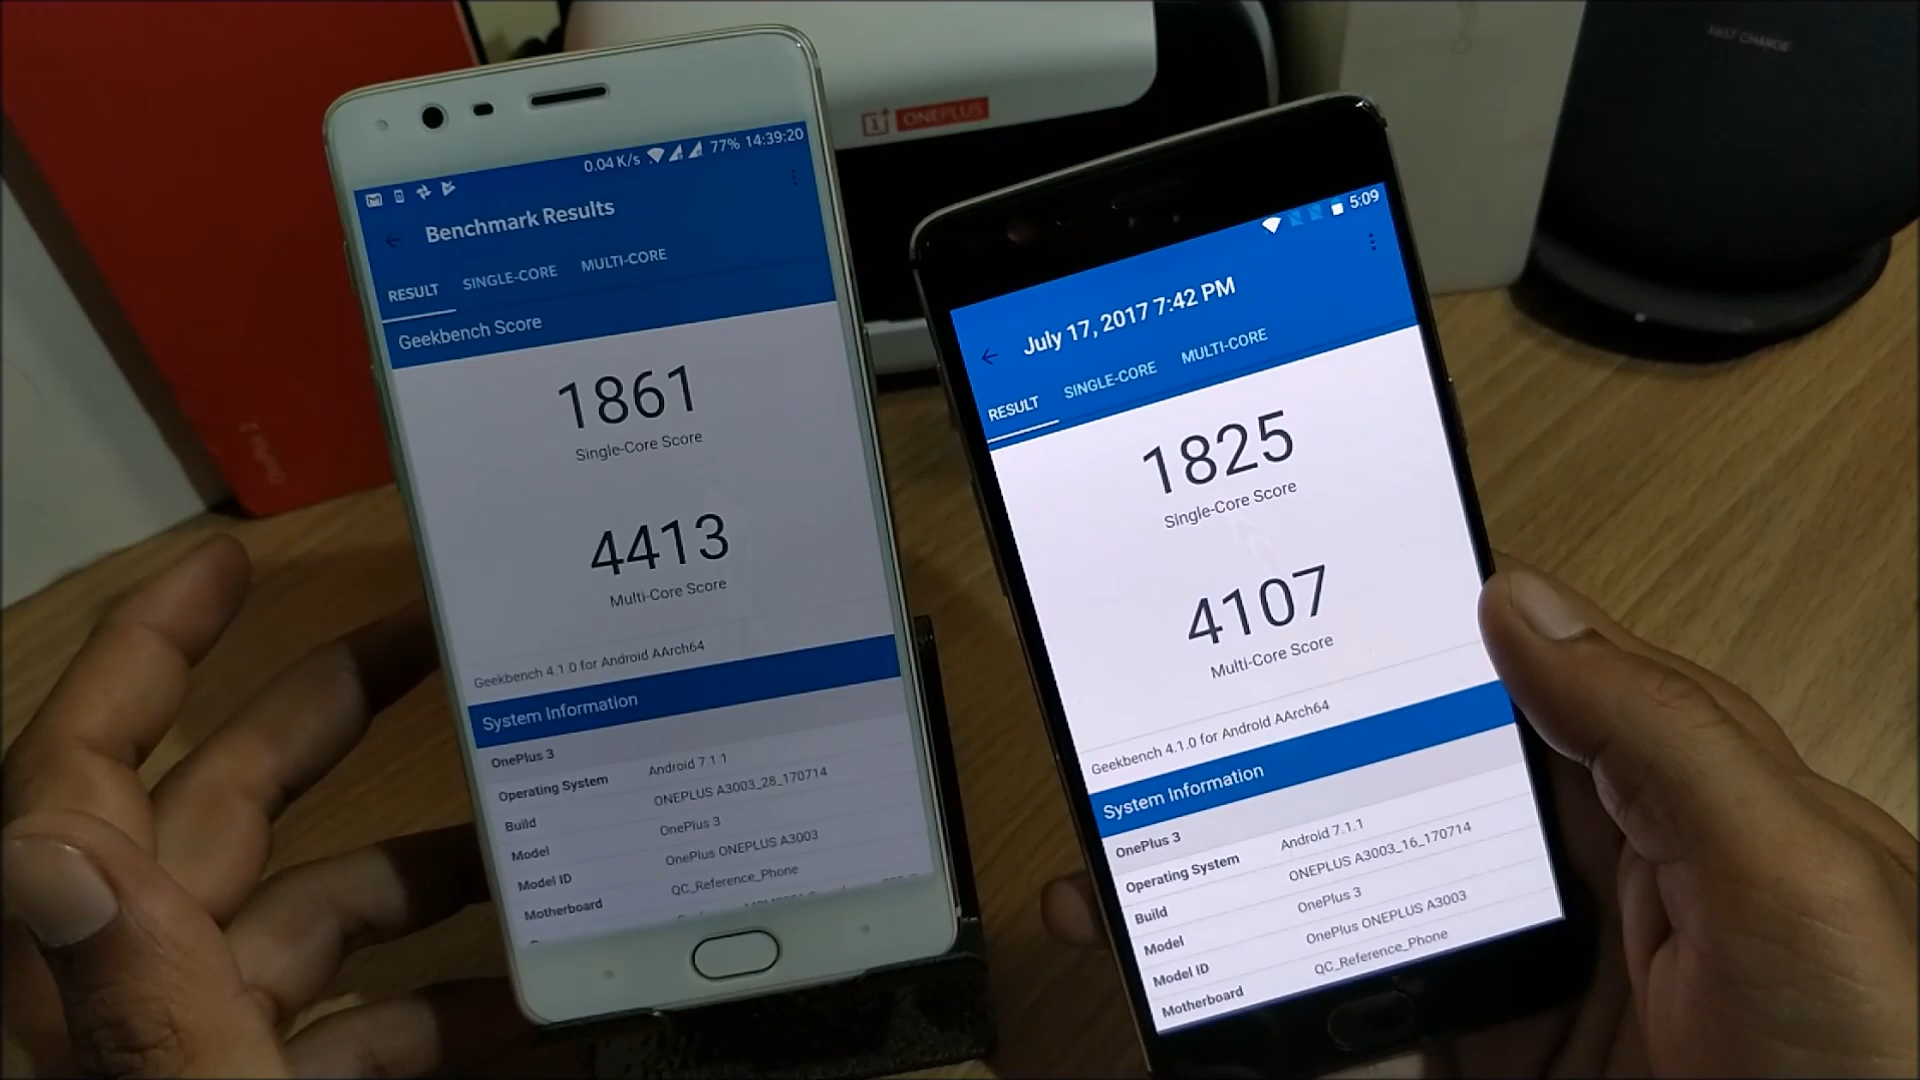 FAST CHARGE
1+ ONEPLUS
0.04 K/s 77% 14:39:20
Benchmark Results
RESULT SINGLE-CORE MULTI-CORE
Geekbench Score
1861
Single-Core Score
4413
Multi-Core Score
Geekbench 4.1.0 for Android AArch64
System Information
OnePlus 3
Operating System Android 7.1.1
Build ONEPLUS A3003_28_170714
Model OnePlus 3
Model ID OnePlus ONEPLUS A3003
Motherboard QC_Reference_Phone
5:09
July 17, 2017 7:42 PM
RESULT SINGLE-CORE MULTI-CORE
1825
Single-Core Score
4107
Multi-Core Score
Geekbench 4.1.0 for Android AArch64
System Information
OnePlus 3
Operating System Android 7.1.1
Build ONEPLUS A3003_16_170714
Model OnePlus 3
Model ID OnePlus ONEPLUS A3003
Motherboard QC_Reference_Phone